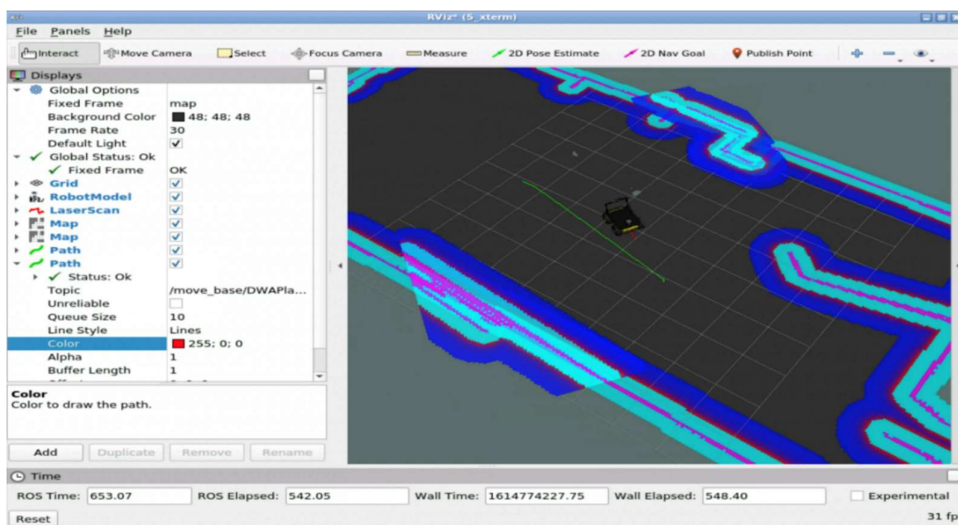 RViz* (5_xterm)
File Panels Help
Interact Move Camera Select Focus Camera Measure 2D Pose Estimate 2D Nav Goal Publish Point
Displays
Global Options
Fixed Frame map
Background Color 48; 48; 48
Frame Rate 30
Default Light
Global Status: Ok
Fixed Frame OK
Grid
RobotModel
LaserScan
Map
Map
Path
Path
Status: Ok
Topic /move_base/DWAPla...
Unreliable
Queue Size 10
Line Style Lines
Color 255; 0; 0
Alpha 1
Buffer Length 1
Color
Color to draw the path.
Add Duplicate Remove Rename
Time
ROS Time: 653.07 ROS Elapsed: 542.05 Wall Time: 1614774227.75 Wall Elapsed: 548.40 Experimental
Reset 31 fp